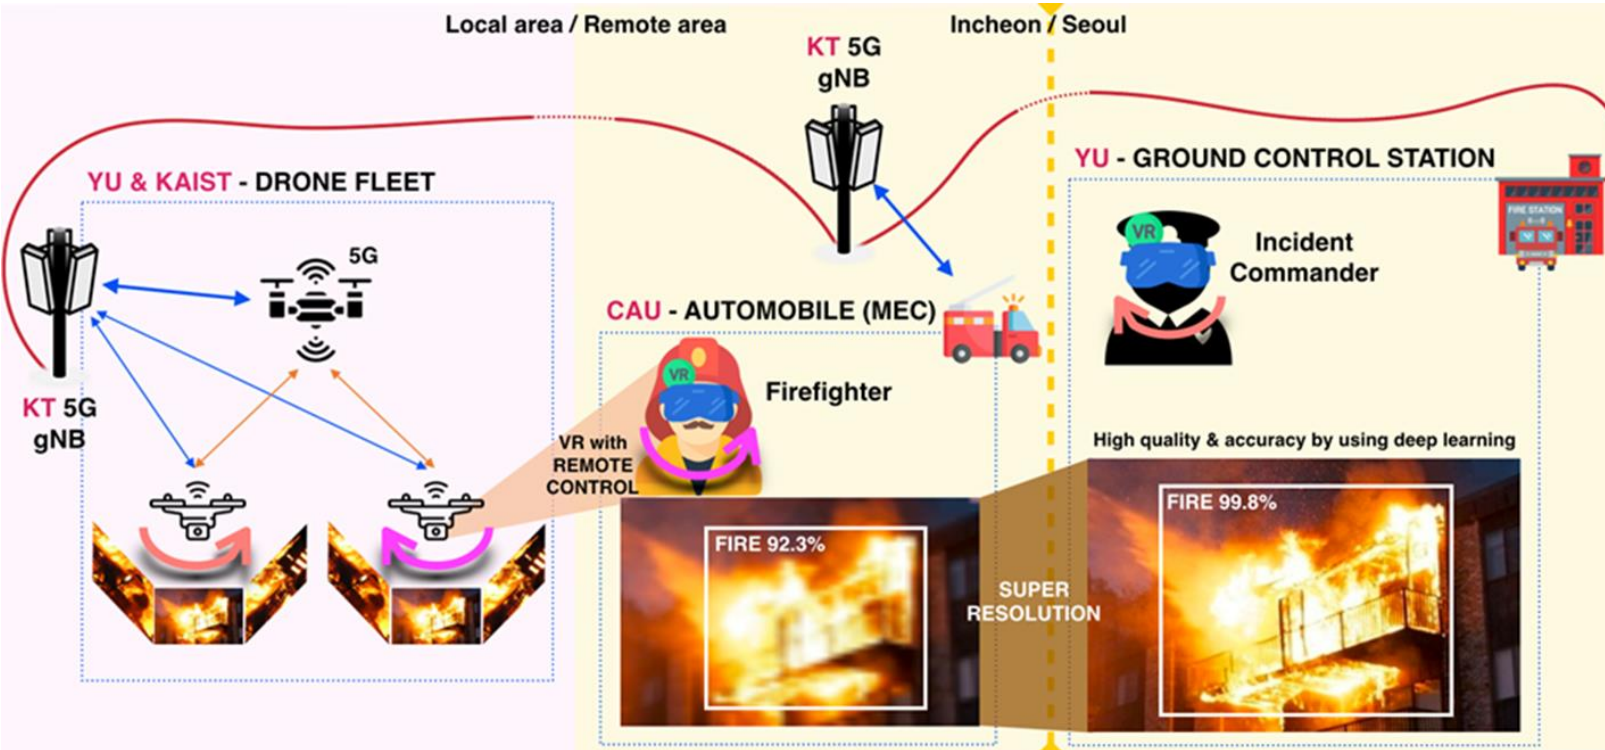 Local area / Remote area
Incheon / Seoul
KT 5G
gNB
YU & KAIST - DRONE FLEET
5G
KT 5G
gNB
CAU - AUTOMOBILE (MEC)
VR
Firefighter
VR with
REMOTE
CONTROL
FIRE 92.3%
SUPER
RESOLUTION
YU - GROUND CONTROL STATION
FIRE STATION
VR
Incident
Commander
High quality & accuracy by using deep learning
FIRE 99.8%